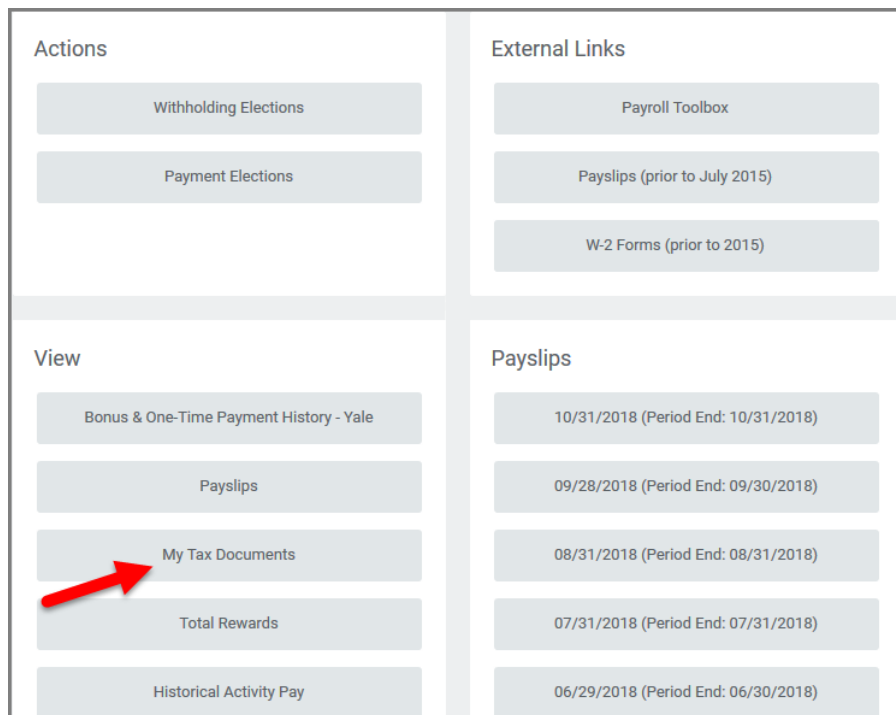 Actions
Withholding Elections
Payment Elections
External Links
Payroll Toolbox
Payslips (prior to July 2015)
W-2 Forms (prior to 2015)
View
Bonus & One-Time Payment History - Yale
Payslips
My Tax Documents
Total Rewards
Historical Activity Pay
Payslips
10/31/2018 (Period End: 10/31/2018)
09/28/2018 (Period End: 09/30/2018)
08/31/2018 (Period End: 08/31/2018)
07/31/2018 (Period End: 07/31/2018)
06/29/2018 (Period End: 06/30/2018)